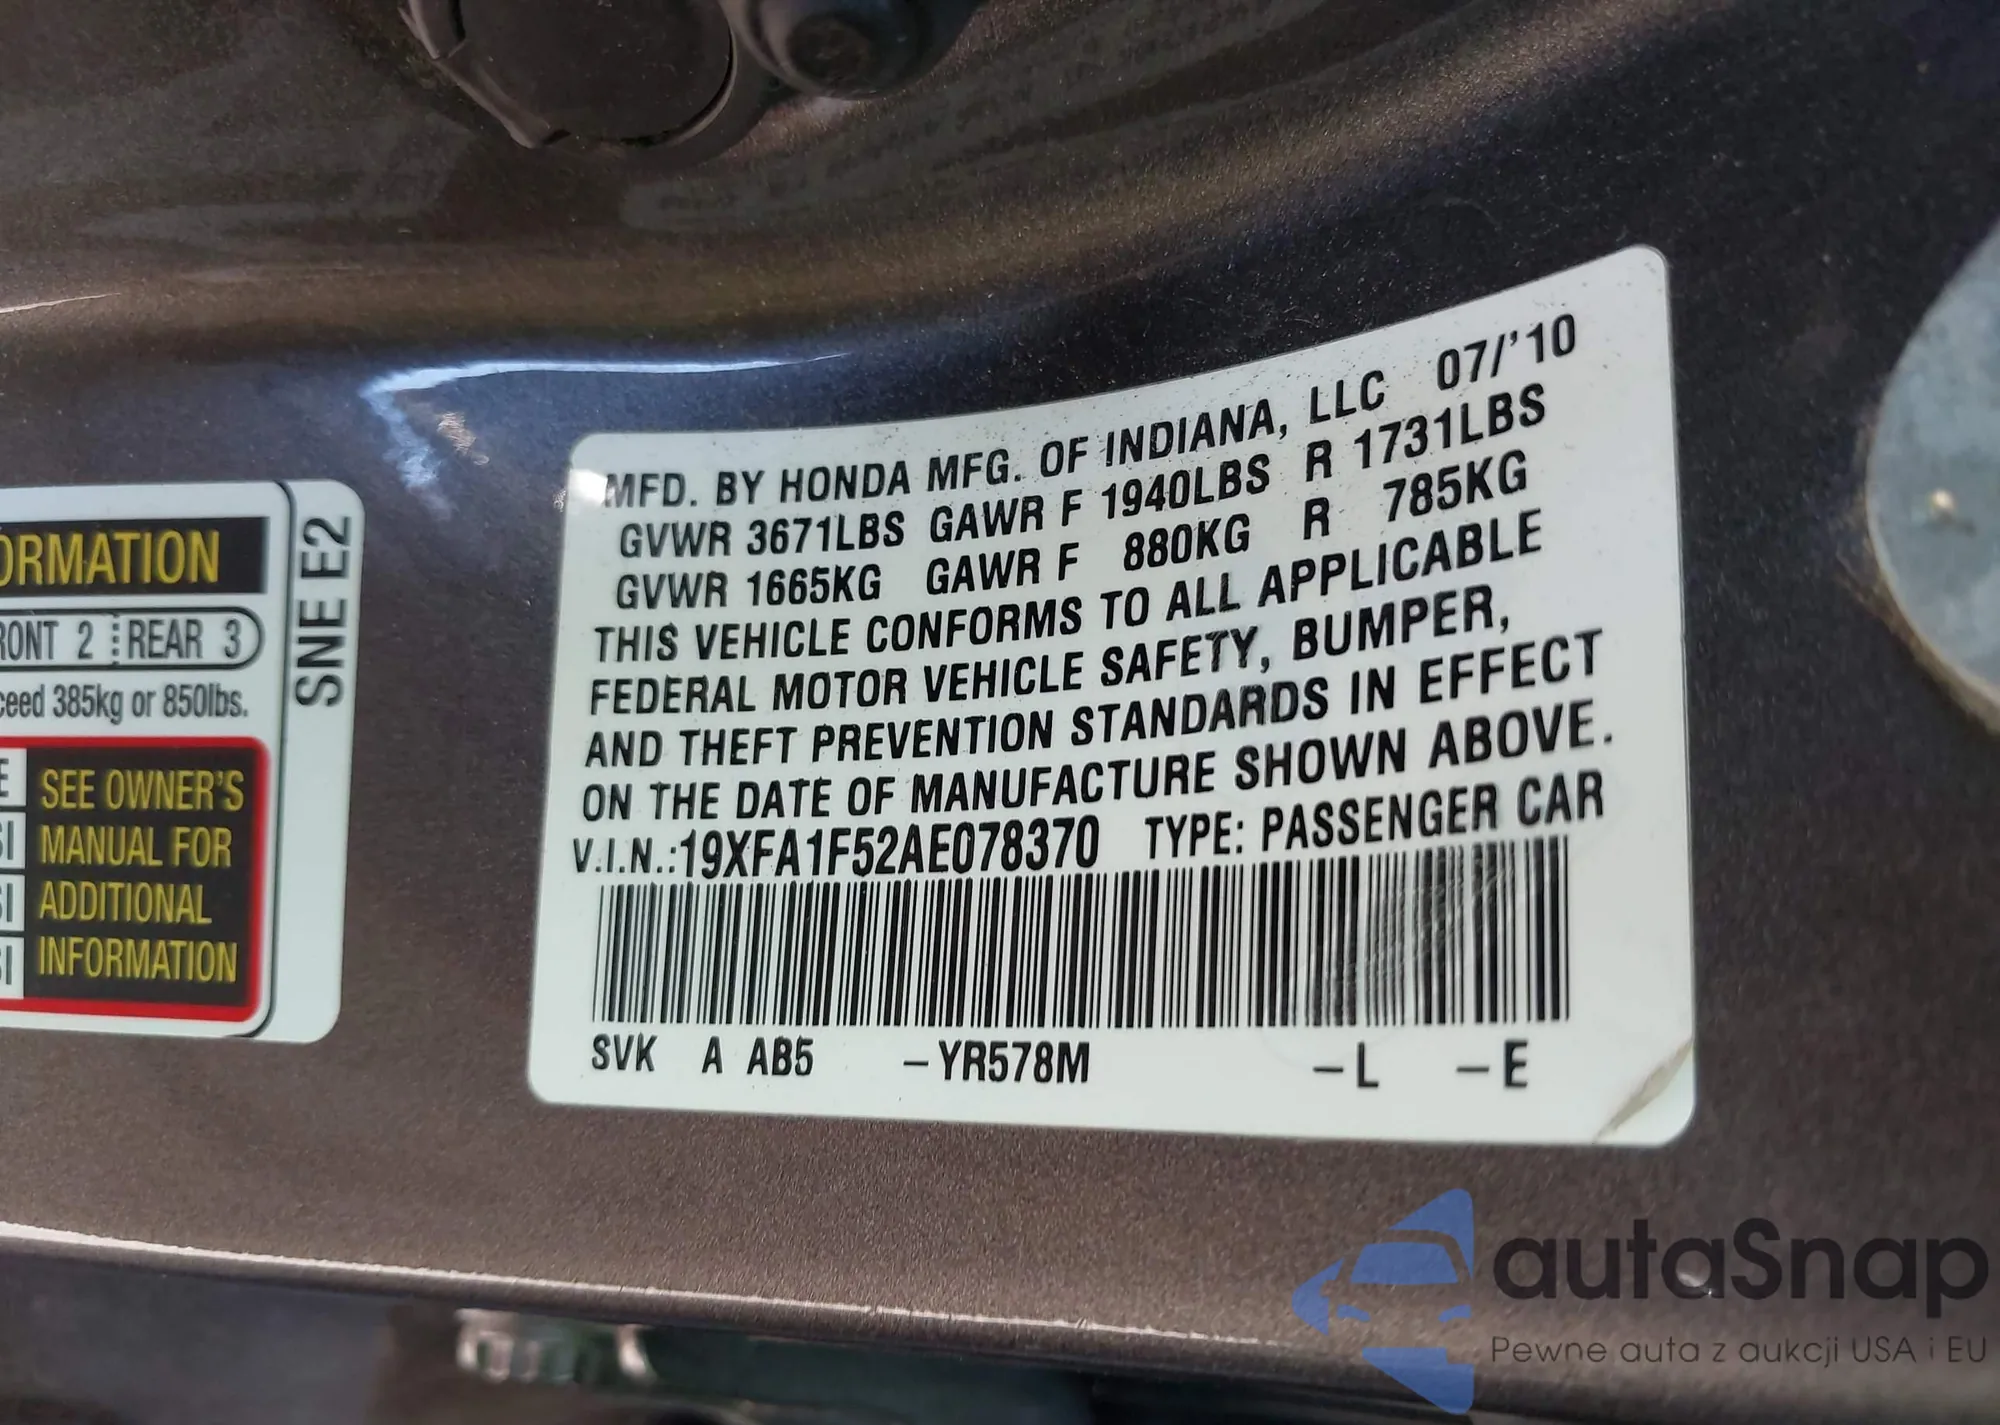 ORMATION
RONT 2 REAR 3
ceed 385kg or 850lbs.
SEE OWNER'S
MANUAL FOR
ADDITIONAL
INFORMATION
SNE E2
MFD. BY HONDA MFG. OF INDIANA, LLC 07/'10
GVWR 3671LBS GAWR F 1940LBS R 1731LBS
GVWR 1665KG GAWR F 880KG R 785KG
THIS VEHICLE CONFORMS TO ALL APPLICABLE
FEDERAL MOTOR VEHICLE SAFETY, BUMPER,
AND THEFT PREVENTION STANDARDS IN EFFECT
ON THE DATE OF MANUFACTURE SHOWN ABOVE.
V.I.N.:19XFA1F52AE078370 TYPE: PASSENGER CAR
SVK A AB5 –YR578M –L –E
autaSnap
Pewne auta z aukcji USA i EU